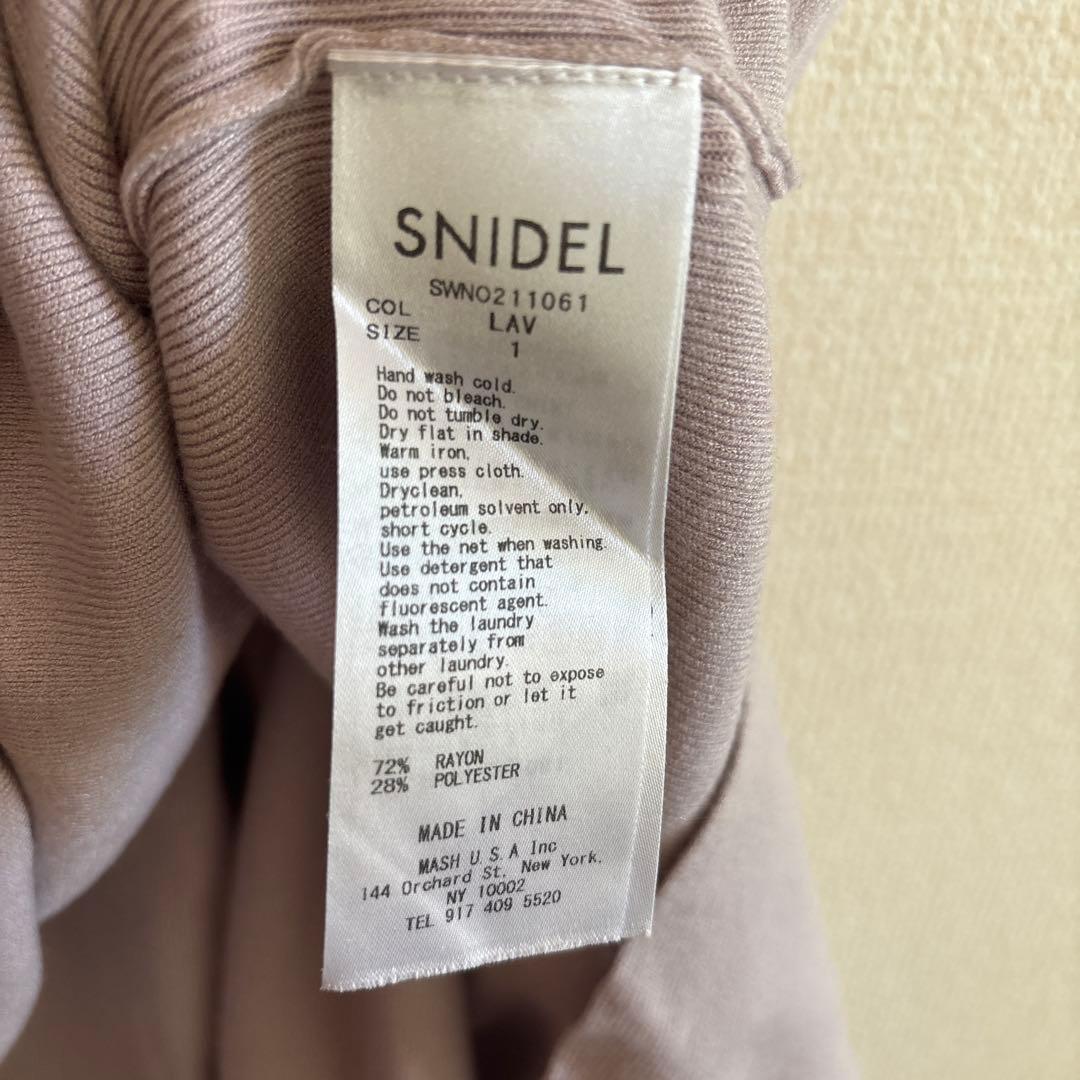 SNIDEL
SWNO211061
COL LAV
SIZE 1
Hand wash cold.
Do not bleach.
Do not tumble dry.
Dry flat in shade.
Warm iron,
use press cloth.
Dryclean,
petroleum solvent only,
short cycle.
Use the net when washing.
Use detergent that
does not contain
fluorescent agent.
Wash the laundry
separately from
other laundry.
Be careful not to expose
to friction or let it
get caught.
72% RAYON
28% POLYESTER
MADE IN CHINA
MASH U.S.A Inc
144 Orchard St. New York,
NY 10002
TEL 917 409 5520